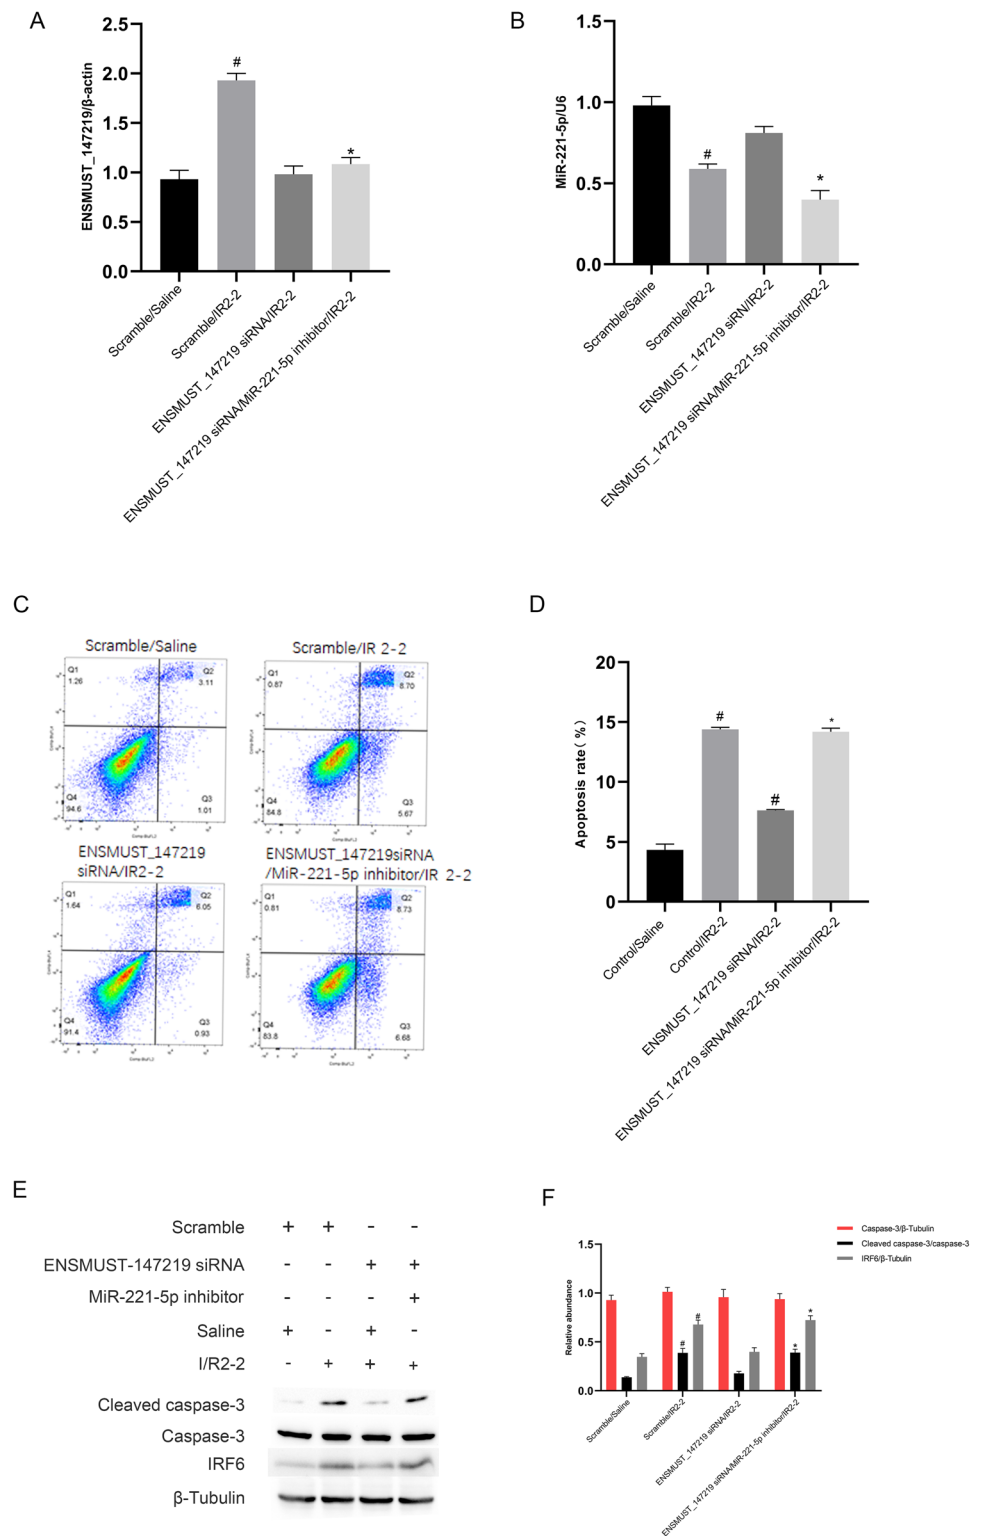 A
2.5
2.0
1.5
1.0
0.5
0.0
ENSMUST_147219/β-actin
#
*
Scramble/Saline
Scramble/IR2-2
ENSMUST_147219 siRNA/IR2-2
ENSMUST_147219 siRNA/MiR-221-5p inhibitor/IR2-2
B
1.5
1.0
0.5
0.0
MiR-221-5p/U6
#
*
Scramble/Saline
Scramble/IR2-2
ENSMUST_147219 siRN/IR2-2
ENSMUST_147219 siRNA/MiR-221-5p inhibitor/IR2-2
C
Scramble/Saline
Q1
1.26
Q2
3.11
Q4
94.6
Q3
1.01
Scramble/IR 2-2
Q1
0.87
Q2
8.70
Q4
84.8
Q3
5.67
ENSMUST_147219
siRNA/IR2-2
Q1
1.64
Q2
6.05
Q4
91.4
Q3
0.93
ENSMUST_147219siRNA
/MiR-221-5p inhibitor/IR 2-2
Q1
0.81
Q2
8.73
Q4
83.8
Q3
6.68
D
20
15
10
5
0
Apoptosis rate( %)
#
#
*
Control/Saline
Control/IR2-2
ENSMUST_147219 siRNA/IR2-2
ENSMUST_147219 siRNA/MiR-221-5p inhibitor/IR2-2
E
Scramble + + - -
ENSMUST-147219 siRNA - - + +
MiR-221-5p inhibitor - - - +
Saline + - + -
I/R2-2 - + + +
Cleaved caspase-3
Caspase-3
IRF6
β-Tubulin
F
Caspase-3/β-Tubulin
Cleaved caspase-3/caspase-3
IRF6/β-Tubulin
1.5
1.0
0.5
0.0
Relative abundance
#
#
*
*
Scramble/Saline
Scramble/IR2-2
ENSMUST_147219 siRNA/IR2-2
ENSMUST_147219 siRNA/MiR-221-5p inhibitor/IR2-2